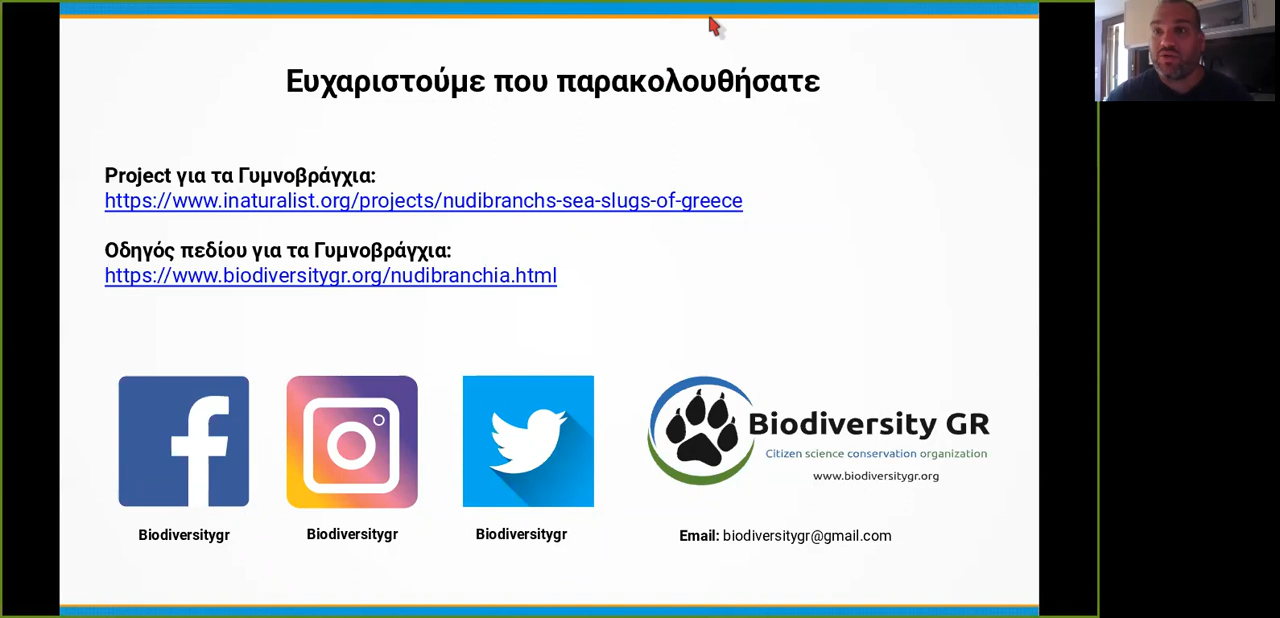 Ευχαριστούμε που παρακολουθήσατε
Project για τα Γυμνοβράγχια:
https://www.inaturalist.org/projects/nudibranchs-sea-slugs-of-greece
Οδηγός πεδίου για τα Γυμνοβράγχια:
https://www.biodiversitygr.org/nudibranchia.html
Biodiversity GR
Citizen science conservation organization
www.biodiversitygr.org
Biodiversitygr
Biodiversitygr
Biodiversitygr
Email: biodiversitygr@gmail.com